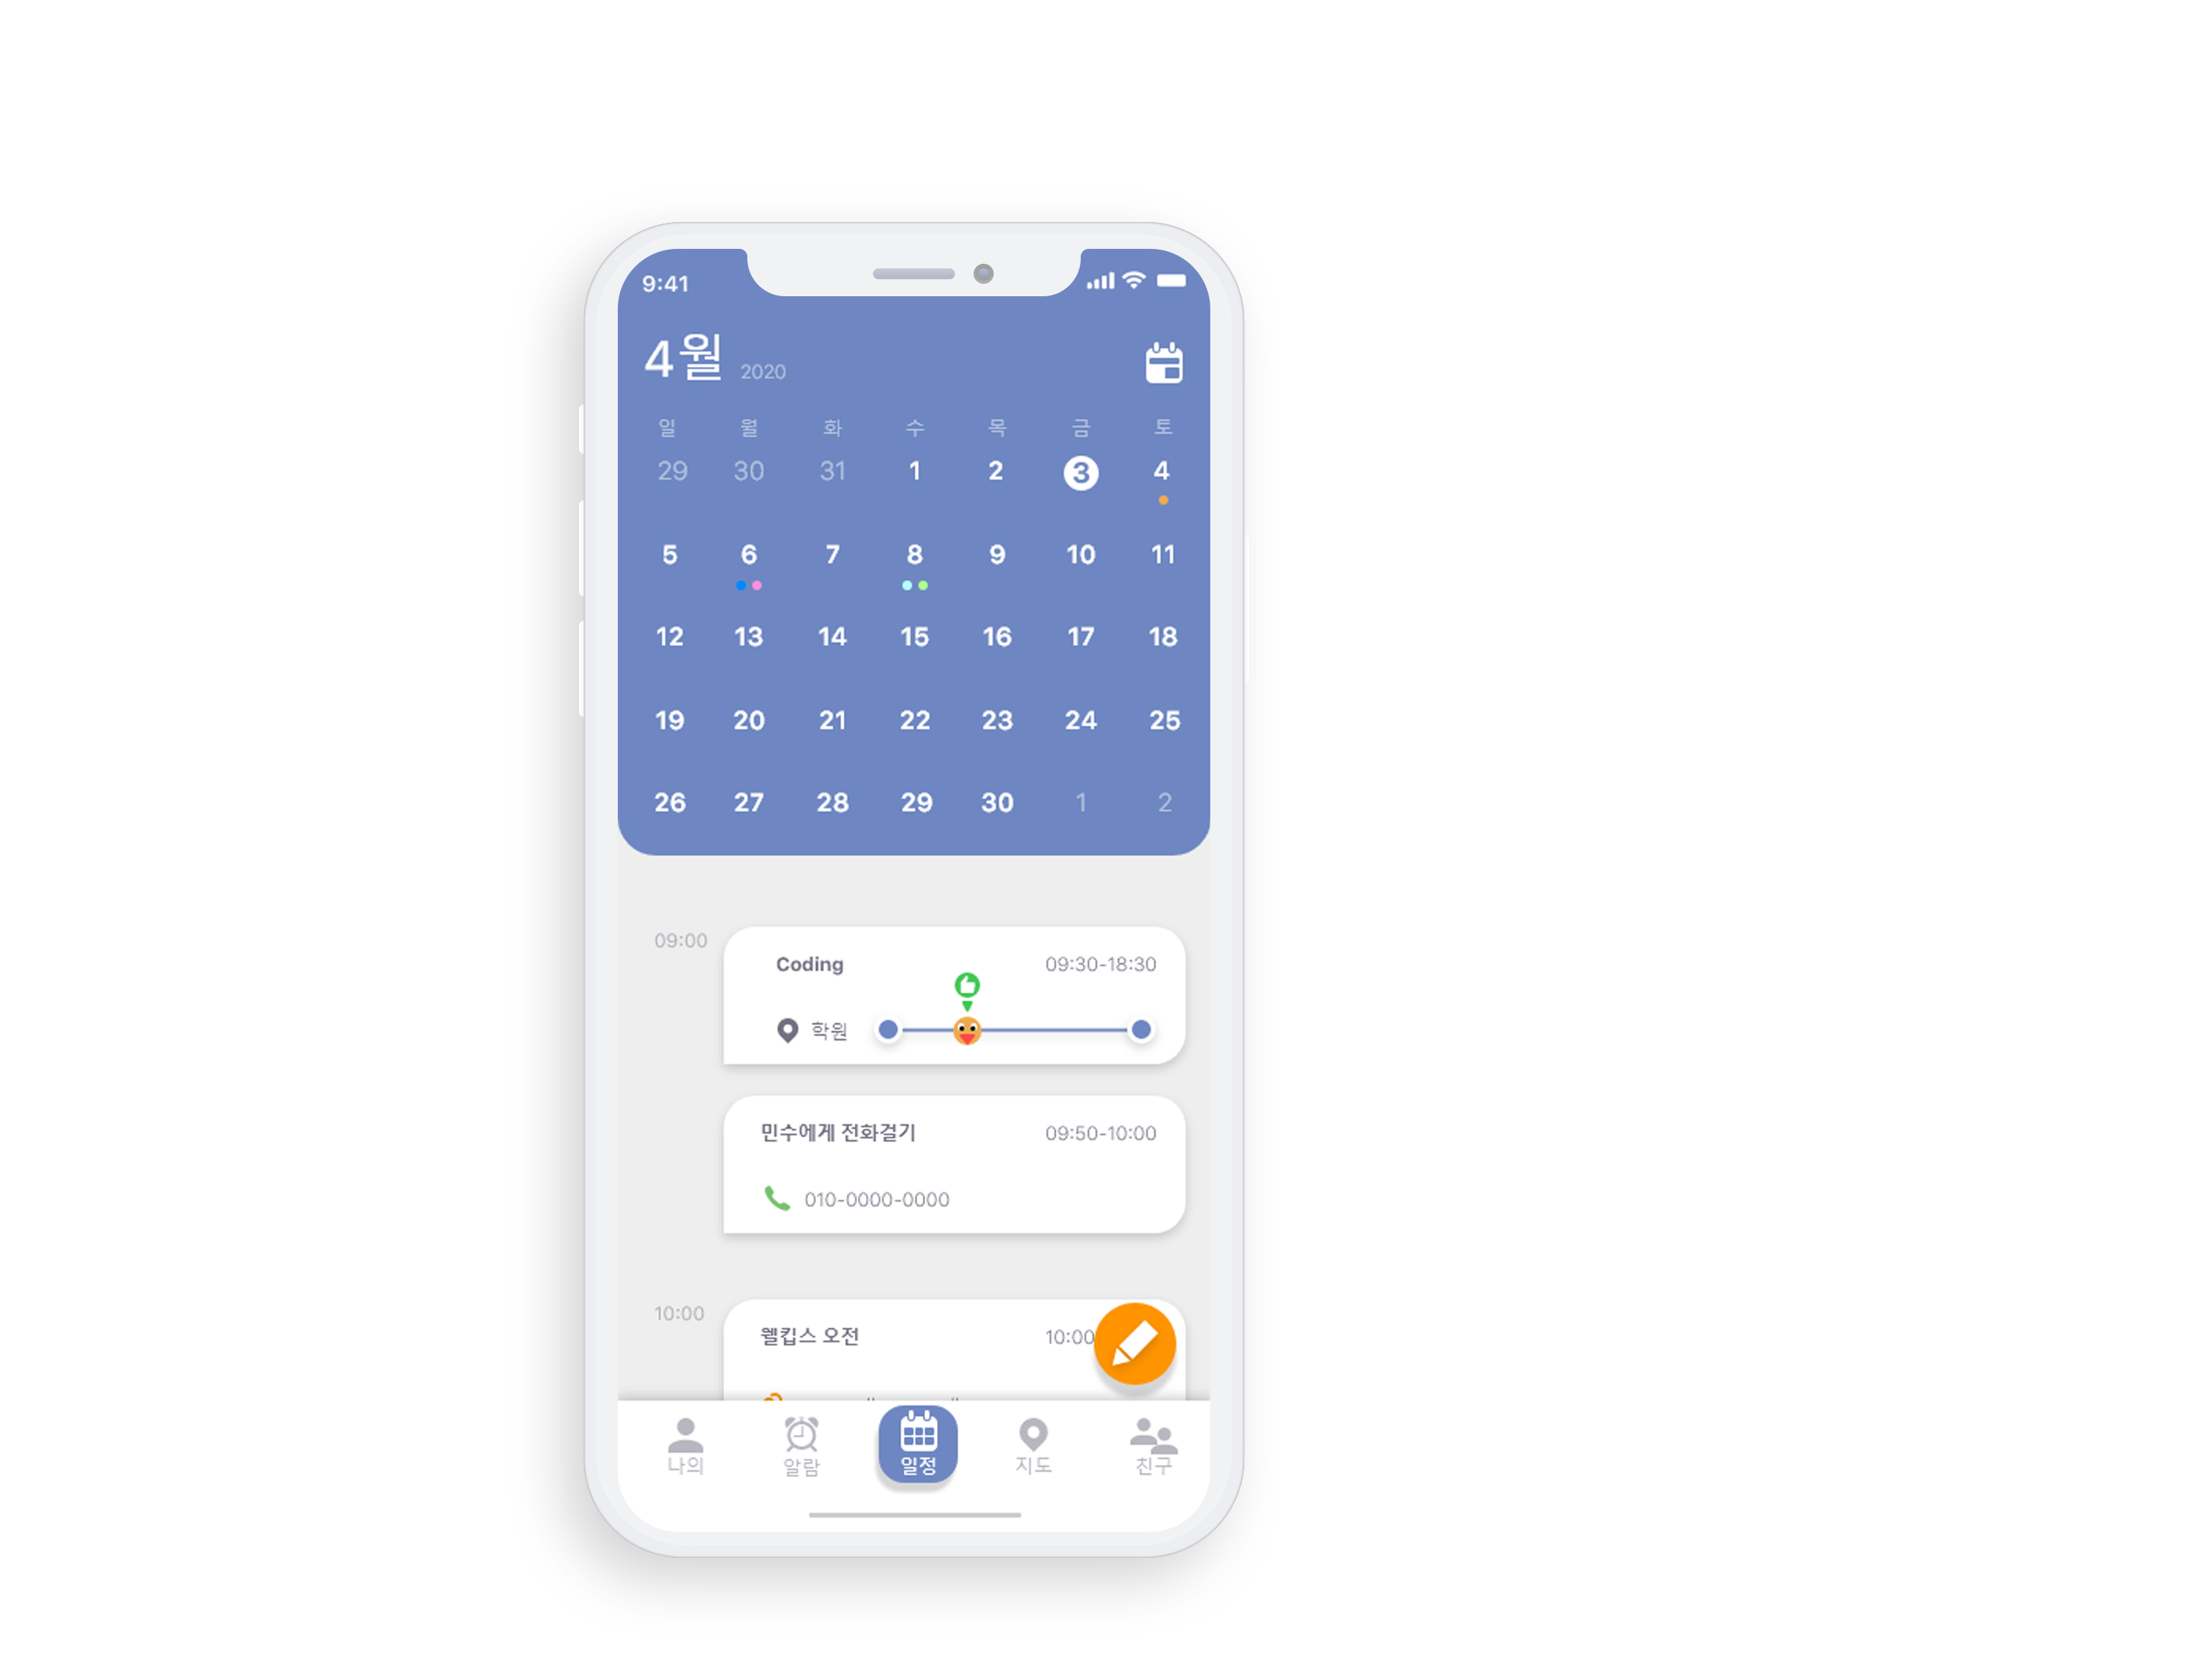 9:41
4월 2020
일 월 화 수 목 금 토
29 30 31 1 2 3 4
5 6 7 8 9 10 11
12 13 14 15 16 17 18
19 20 21 22 23 24 25
26 27 28 29 30 1 2
09:00
Coding 09:30-18:30
학원
민수에게 전화걸기 09:50-10:00
010-0000-0000
10:00
웰킵스 오전 10:00
나의 알람 일정 지도 친구